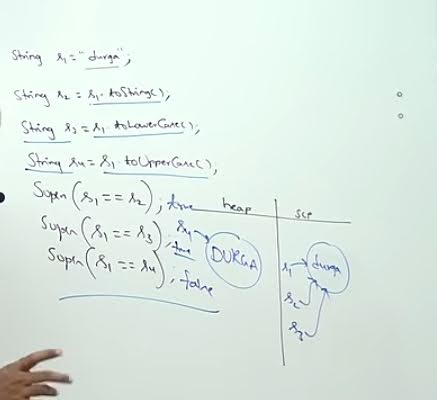 String s1 = "durga";
String s2 = s1.toString();
String s3 = s1.toLowerCase();
String s4 = s1.toUpperCase();
Sopln(s1 == s2); true
Sopln(s1 == s3); true
Sopln(s1 == s4); false
heap
scp
s4
DURGA
s1
durga
s2
s3